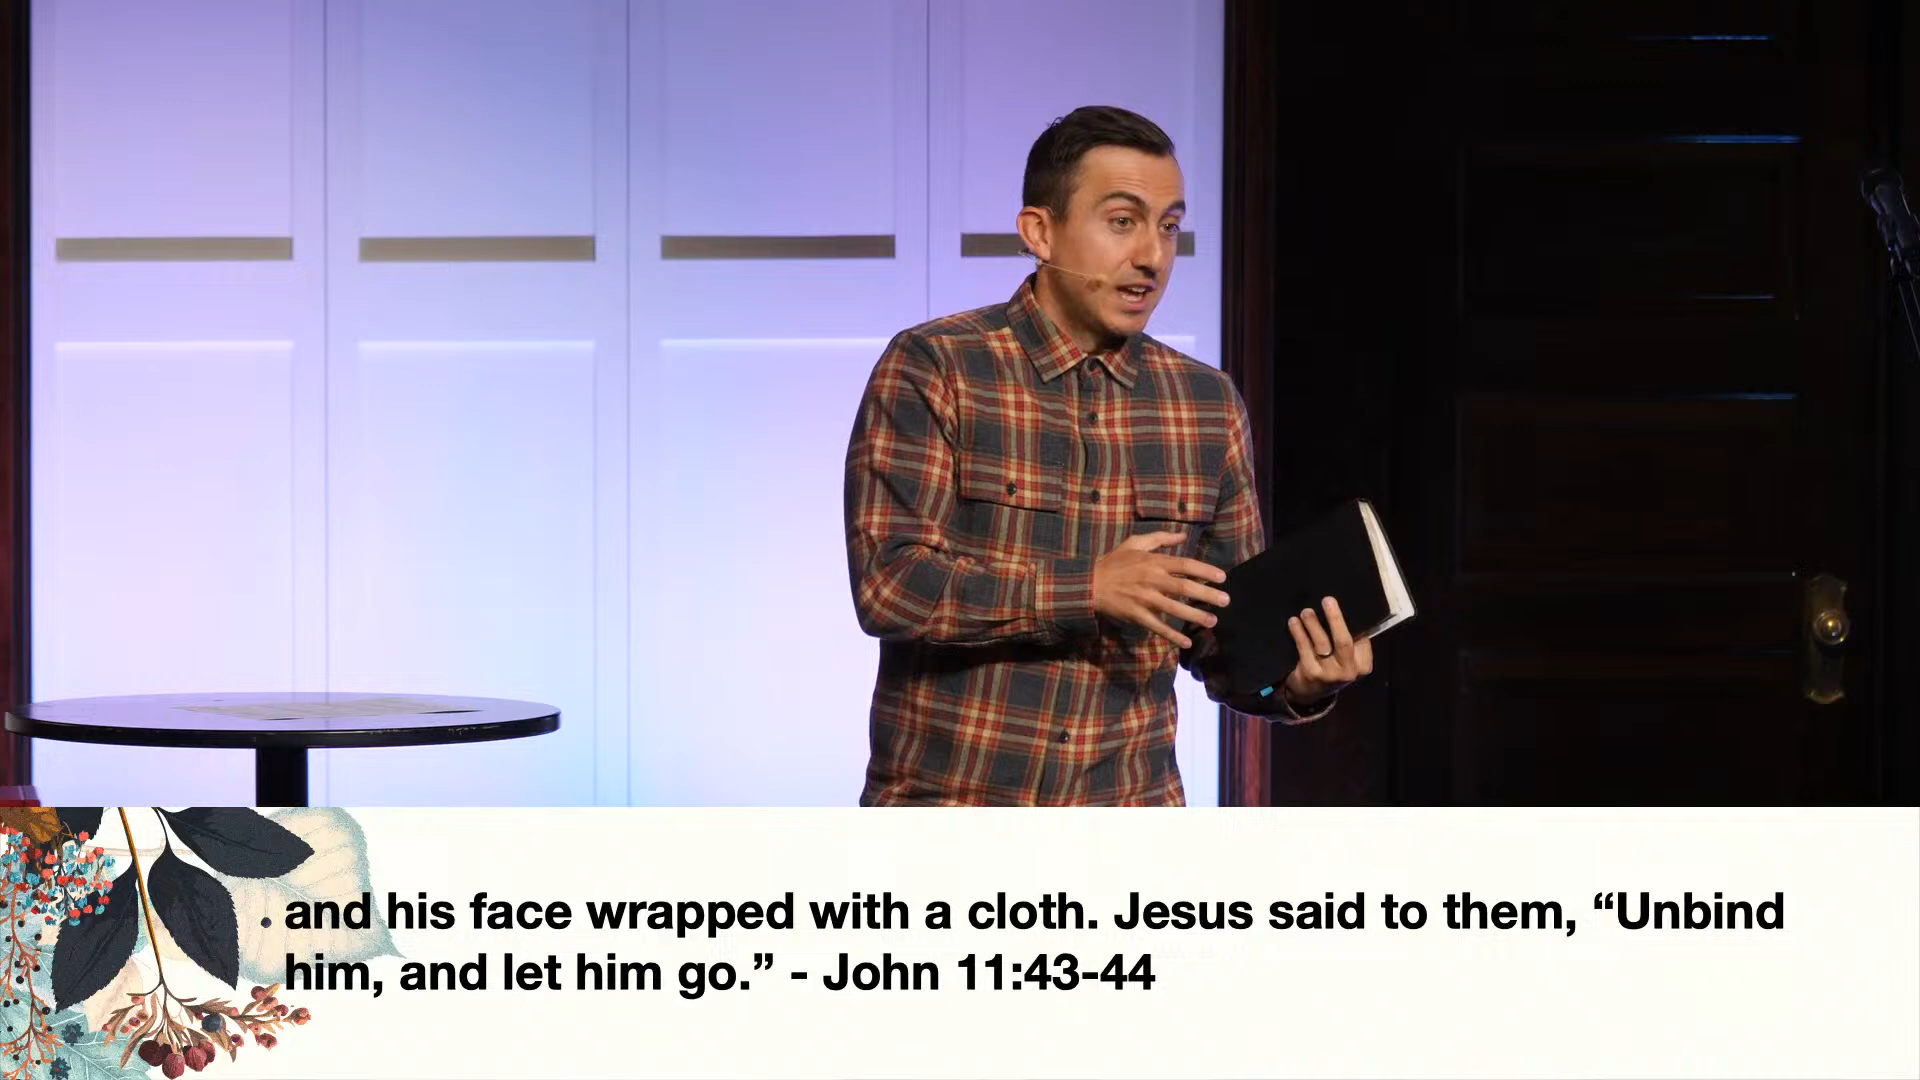 and his face wrapped with a cloth. Jesus said to them, “Unbind
him, and let him go.” - John 11:43-44